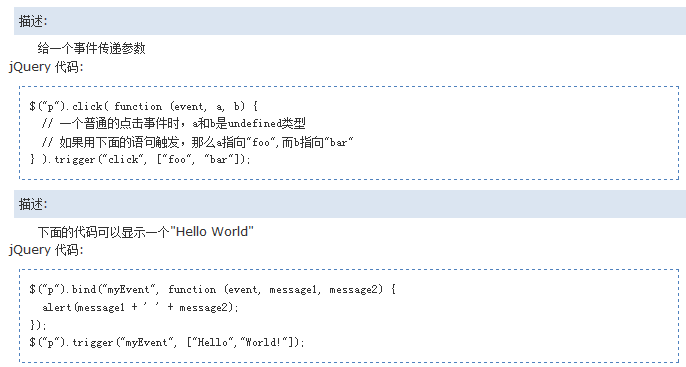 描述:
给一个事件传递参数
jQuery 代码:
$("p").click( function (event, a, b) {
  // 一个普通的点击事件时，a和b是undefined类型
  // 如果用下面的语句触发，那么a指向"foo",而b指向"bar"
} ).trigger("click", ["foo", "bar"]);
描述:
下面的代码可以显示一个"Hello World"
jQuery 代码:
$("p").bind("myEvent", function (event, message1, message2) {
  alert(message1 + ' ' + message2);
});
$("p").trigger("myEvent", ["Hello","World!"]);